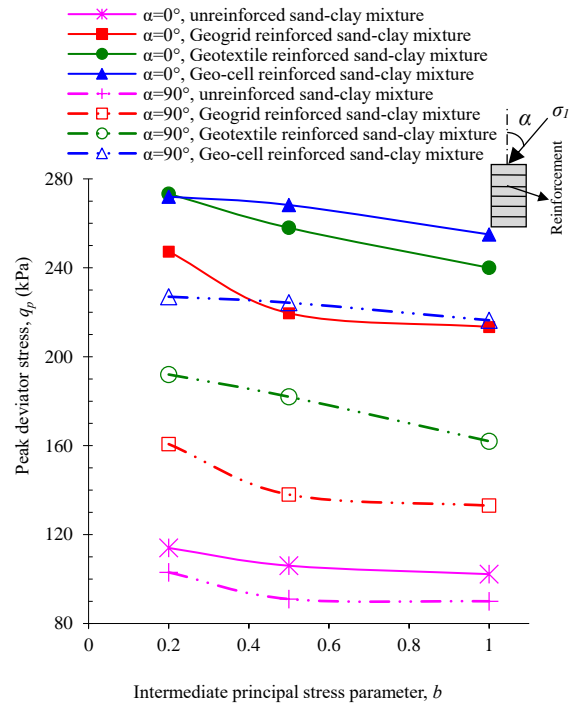 α=0°, unreinforced sand-clay mixture
α=0°, Geogrid reinforced sand-clay mixture
α=0°, Geotextile reinforced sand-clay mixture
α=0°, Geo-cell reinforced sand-clay mixture
α=90°, unreinforced sand-clay mixture
α=90°, Geogrid reinforced sand-clay mixture
α=90°, Geotextile reinforced sand-clay mixture
α=90°, Geo-cell reinforced sand-clay mixture
α
σ1
Reinforcement
Peak deviator stress, qp (kPa)
280
240
200
160
120
80
0
0.2
0.4
0.6
0.8
1
Intermediate principal stress parameter, b